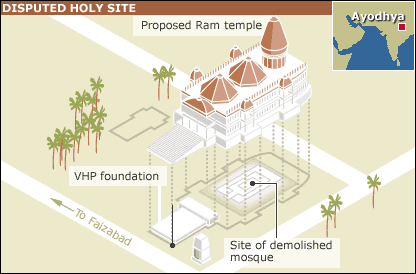 DISPUTED HOLY SITE
Proposed Ram temple
Ayodhya
VHP foundation
To Faizabad
Site of demolished
mosque